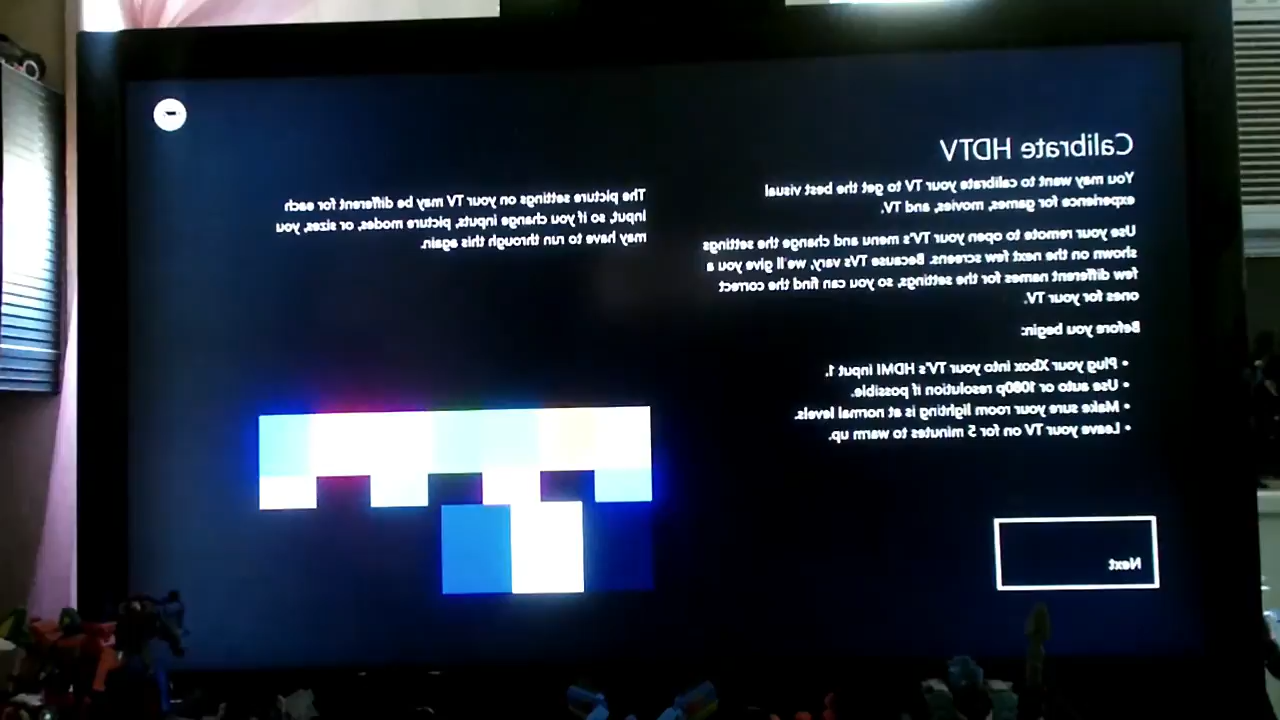 Calibrate HDTV
You may want to calibrate your TV to get the best visual
experience for games, movies, and TV.
Use your remote to open your TV's menu and change the settings
shown on the next few screens. Because TVs vary, we'll give you a
few different names for the settings, so you can find the correct
ones for your TV.
Before you begin:
• Plug your Xbox into your TV's HDMI input 1.
• Use auto or 1080p resolution if possible.
• Make sure your room lighting is at normal levels.
• Leave your TV on for 5 minutes to warm up.
Next
The picture settings on your TV may be different for each
input, so if you change inputs, picture modes, or sizes, you
may have to run through this again.